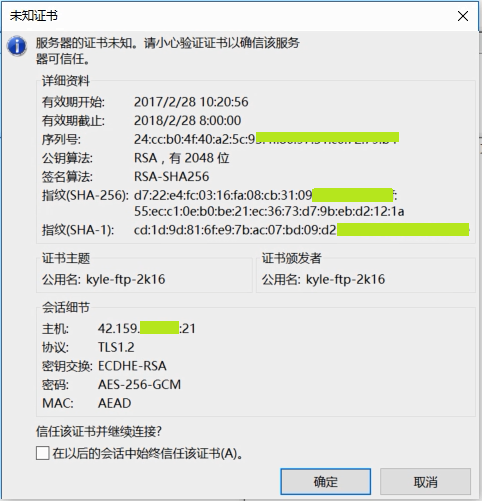 未知证书
服务器的证书未知。请小心验证证书以确信该服务
器可信任。
详细资料
有效期开始: 2017/2/28 10:20:56
有效期截止: 2018/2/28 8:00:00
序列号: 24:cc:b0:4f:40:a2:5c:9
公钥算法: RSA，有 2048 位
签名算法: RSA-SHA256
指纹(SHA-256): d7:22:e4:fc:03:16:fa:08:cb:31:09
55:ec:c1:0e:b0:be:21:ec:36:73:d7:9b:eb:d2:12:1a
指纹(SHA-1): cd:1d:9d:81:6f:e9:7b:ac:07:bd:09:d2
证书主题
公用名: kyle-ftp-2k16
证书颁发者
公用名: kyle-ftp-2k16
会话细节
主机: 42.159. :21
协议: TLS1.2
密钥交换: ECDHE-RSA
密码: AES-256-GCM
MAC: AEAD
信任该证书并继续连接?
在以后的会话中始终信任该证书(A)。
确定
取消